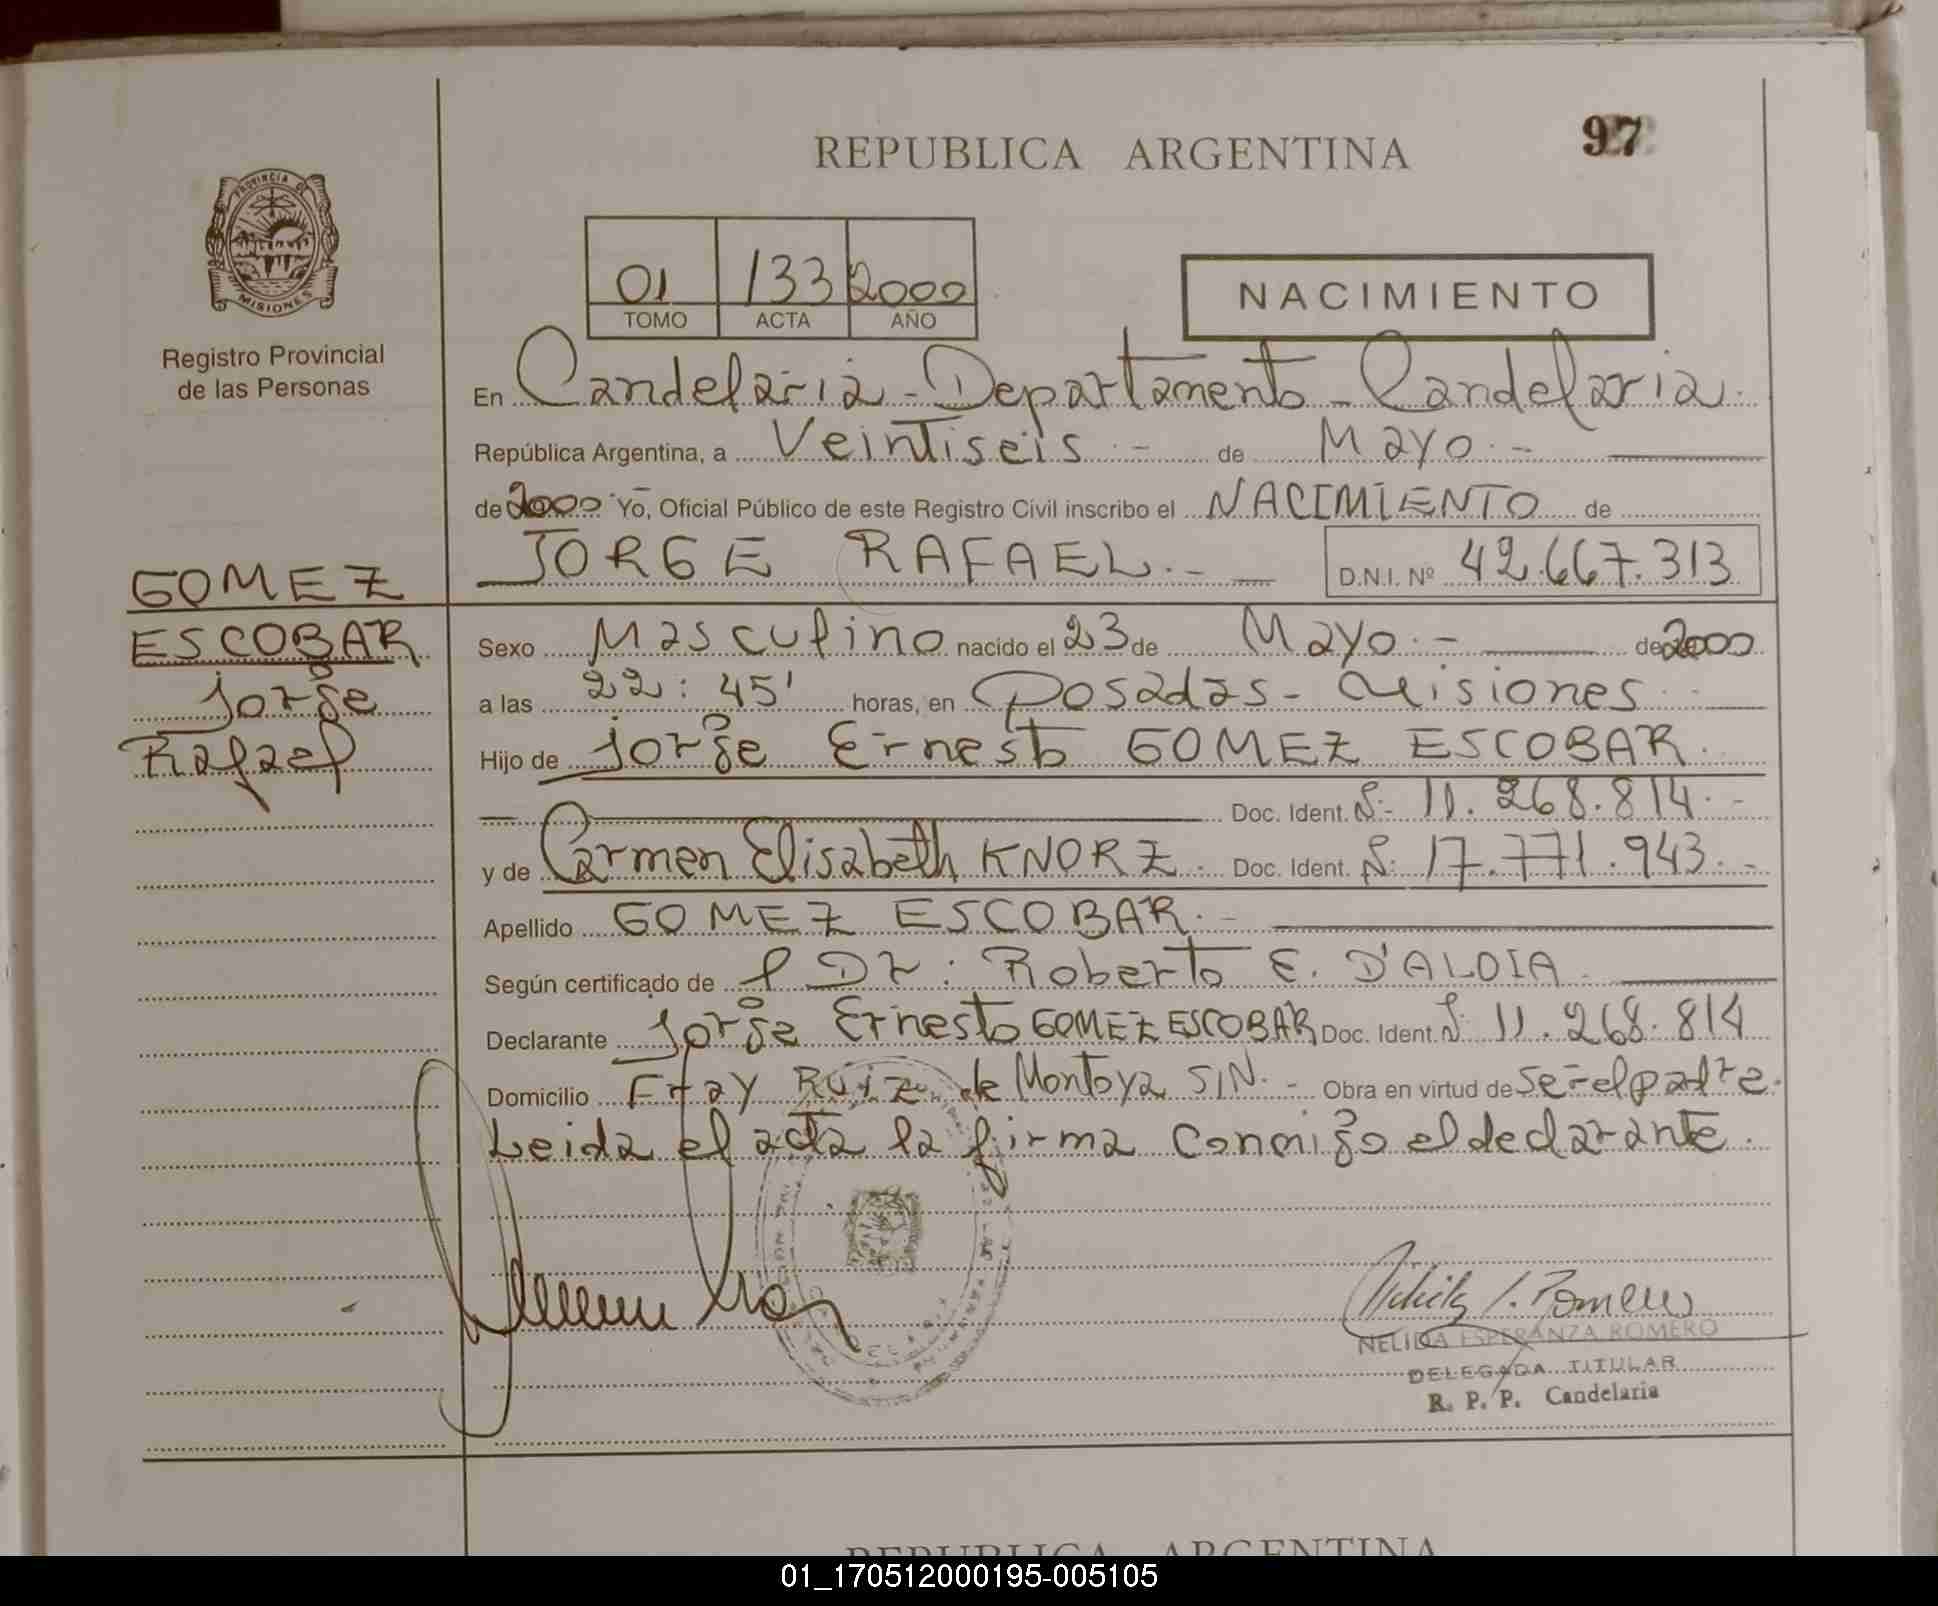 97
REPUBLICA ARGENTINA
PROVINCIA DE
MISIONES
Registro Provincial
de las Personas
01 133 2000
TOMO ACTA AÑO
NACIMIENTO
En Candelaria - Departamento - Candelaria.
República Argentina, a Veintiseis.- de Mayo.-
de 2000 Yo, Oficial Público de este Registro Civil inscribo el NACIMIENTO de
JORGE RAFAEL.- D.N.I. Nº 42.667.313
GOMEZ
ESCOBAR
Jorge
Rafael
Sexo Masculino nacido el 23 de Mayo.- de 2000
a las 22:45' horas, en Posadas - Misiones
Hijo de Jorge Ernesto GOMEZ ESCOBAR.
Doc. Ident. 11.268.814.-
y de Carmen Elisabeth KNORZ. Doc. Ident. 17.771.943.-
Apellido GOMEZ ESCOBAR.-
Según certificado de l Dr: Roberto E. D'ALOIA.
Declarante Jorge Ernesto GOMEZ ESCOBAR Doc. Ident. 11.268.814
Domicilio Fray Ruiz de Montoya S/N.- Obra en virtud de ser el padre.
Leida el acta la firma conmigo el declarante.
NELIDA ESPERANZA ROMERO
DELEGADA TITULAR
R. P. P. Candelaria
REPUBLICA ARGENTINA
01_170512000195-005105